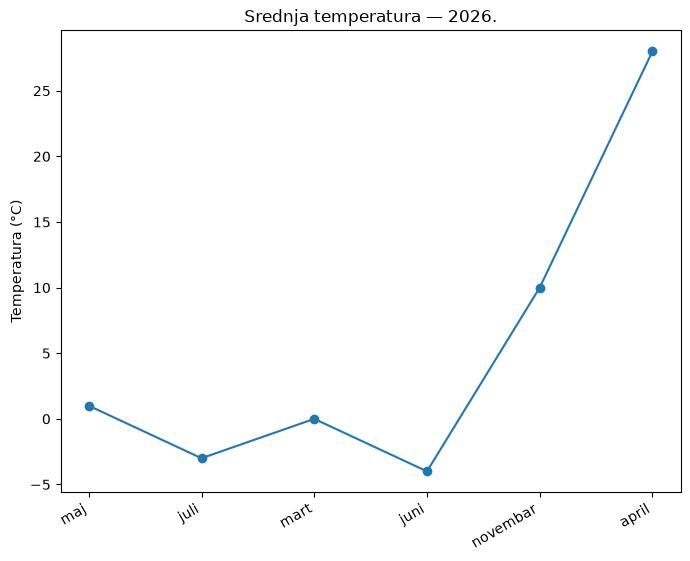 Srednja temperatura — 2026.
Temperatura (°C)
25
20
15
10
5
0
−5
maj
juli
mart
juni
novembar
april